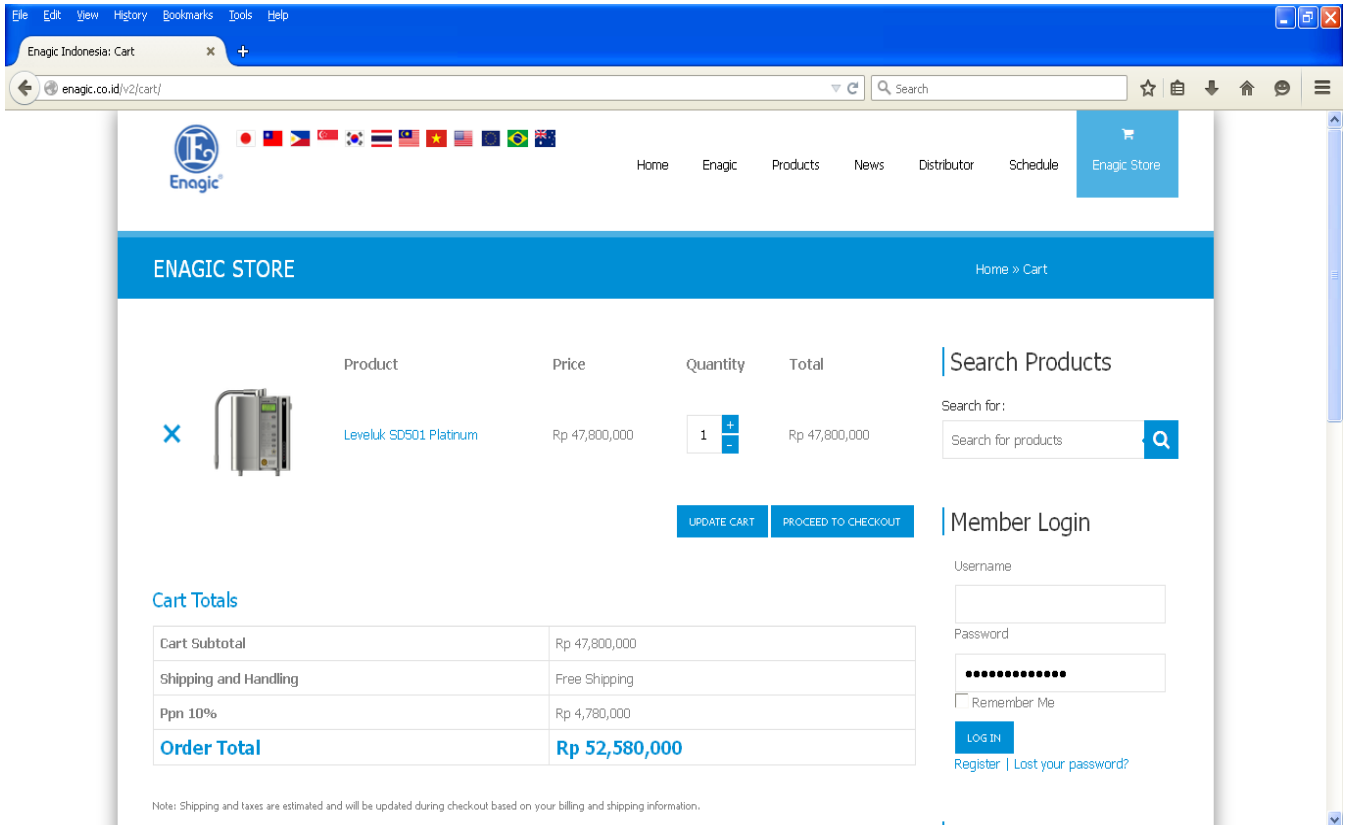 File Edit View History Bookmarks Tools Help
Enagic Indonesia: Cart
enagic.co.id/v2/cart/
Search
Enagic®
Home Enagic Products News Distributor Schedule Enagic Store
ENAGIC STORE
Home » Cart
Product Price Quantity Total
Leveluk SD501 Platinum Rp 47,800,000 1 + - Rp 47,800,000
UPDATE CART PROCEED TO CHECKOUT
Cart Totals
Cart Subtotal Rp 47,800,000
Shipping and Handling Free Shipping
Ppn 10% Rp 4,780,000
Order Total Rp 52,580,000
Note: Shipping and taxes are estimated and will be updated during checkout based on your billing and shipping information.
Search Products
Search for:
Search for products
Member Login
Username
Password
Remember Me
LOG IN
Register | Lost your password?